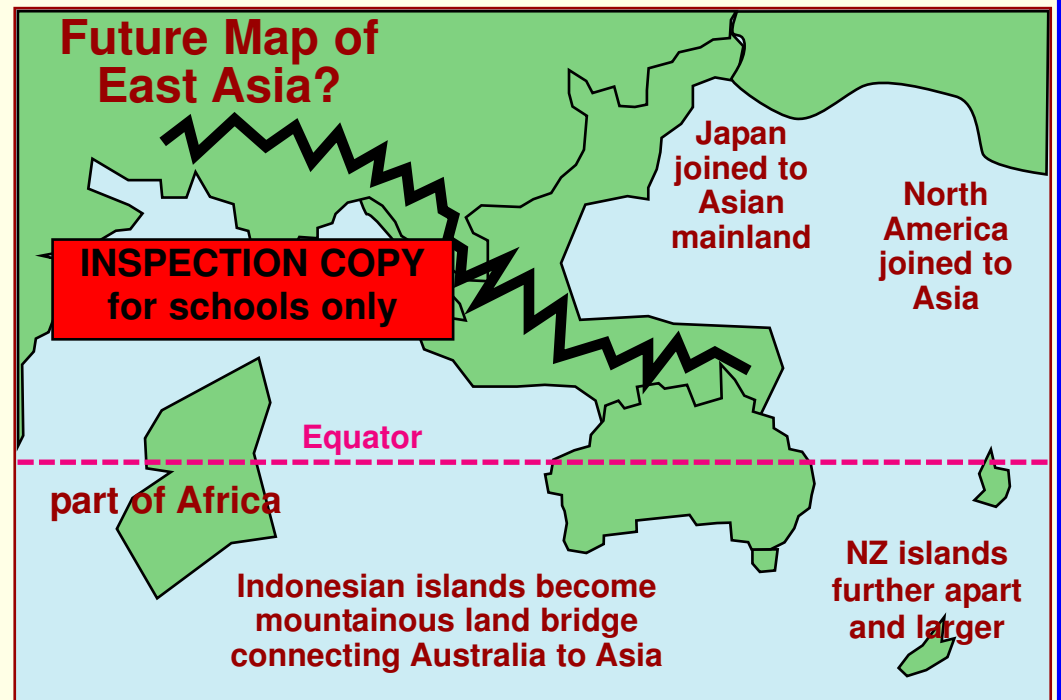 Future Map of
East Asia?
Japan
joined to
Asian
mainland
North
America
joined to
Asia
INSPECTION COPY
for schools only
Equator
part of Africa
Indonesian islands become
mountainous land bridge
connecting Australia to Asia
NZ islands
further apart
and larger